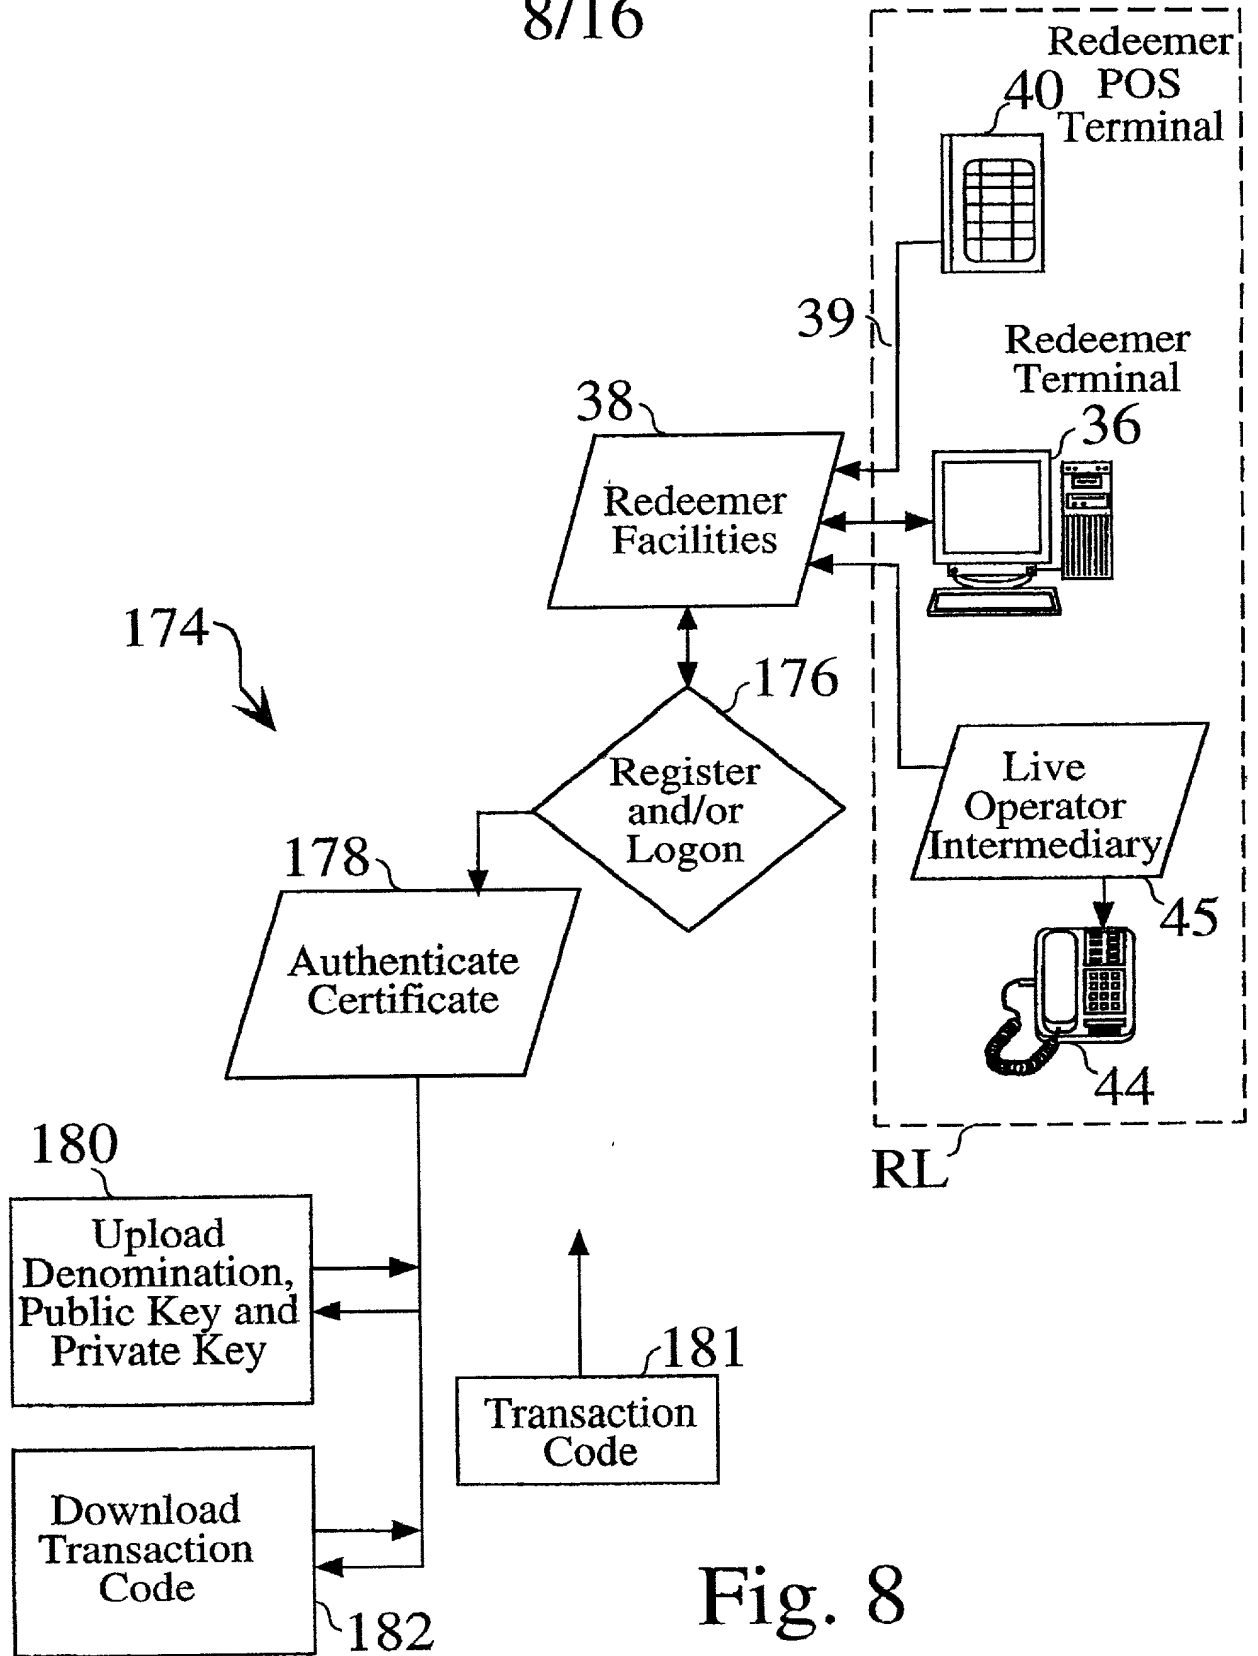 8/16
Redeemer
POS
Terminal
40
39
Redeemer
Terminal
36
38
Redeemer
Facilities
174
176
Register
and/or
Logon
Live
Operator
Intermediary
45
44
RL
178
Authenticate
Certificate
180
Upload
Denomination,
Public Key and
Private Key
181
Transaction
Code
Download
Transaction
Code
182
Fig. 8